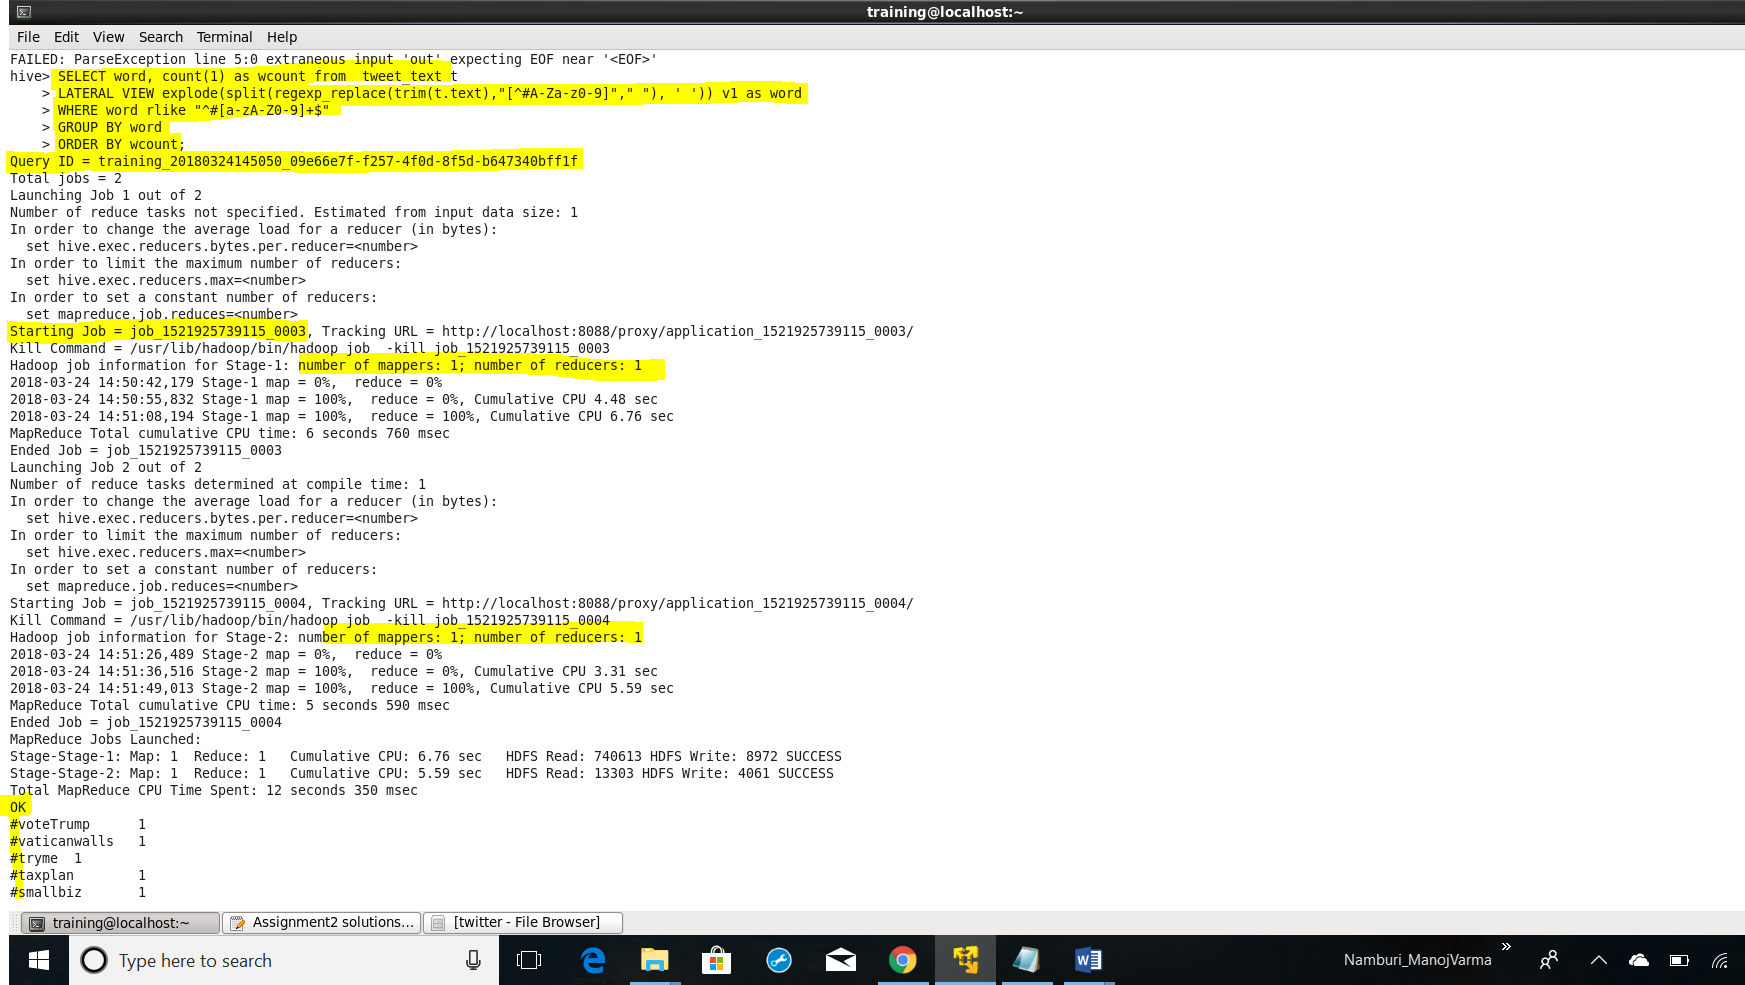 training@localhost:~
File Edit View Search Terminal Help
FAILED: ParseException line 5:0 extraneous input 'out' expecting EOF near '<EOF>'
hive> SELECT word, count(1) as wcount from  tweet_text t
    > LATERAL VIEW explode(split(regexp_replace(trim(t.text),"[^#A-Za-z0-9]"," "), ' ')) v1 as word
    > WHERE word rlike "^#[a-zA-Z0-9]+$"
    > GROUP BY word
    > ORDER BY wcount;
Query ID = training_20180324145050_09e66e7f-f257-4f0d-8f5d-b647340bff1f
Total jobs = 2
Launching Job 1 out of 2
Number of reduce tasks not specified. Estimated from input data size: 1
In order to change the average load for a reducer (in bytes):
  set hive.exec.reducers.bytes.per.reducer=<number>
In order to limit the maximum number of reducers:
  set hive.exec.reducers.max=<number>
In order to set a constant number of reducers:
  set mapreduce.job.reduces=<number>
Starting Job = job_1521925739115_0003, Tracking URL = http://localhost:8088/proxy/application_1521925739115_0003/
Kill Command = /usr/lib/hadoop/bin/hadoop job  -kill job_1521925739115_0003
Hadoop job information for Stage-1: number of mappers: 1; number of reducers: 1
2018-03-24 14:50:42,179 Stage-1 map = 0%,  reduce = 0%
2018-03-24 14:50:55,832 Stage-1 map = 100%,  reduce = 0%, Cumulative CPU 4.48 sec
2018-03-24 14:51:08,194 Stage-1 map = 100%,  reduce = 100%, Cumulative CPU 6.76 sec
MapReduce Total cumulative CPU time: 6 seconds 760 msec
Ended Job = job_1521925739115_0003
Launching Job 2 out of 2
Number of reduce tasks determined at compile time: 1
In order to change the average load for a reducer (in bytes):
  set hive.exec.reducers.bytes.per.reducer=<number>
In order to limit the maximum number of reducers:
  set hive.exec.reducers.max=<number>
In order to set a constant number of reducers:
  set mapreduce.job.reduces=<number>
Starting Job = job_1521925739115_0004, Tracking URL = http://localhost:8088/proxy/application_1521925739115_0004/
Kill Command = /usr/lib/hadoop/bin/hadoop job  -kill job_1521925739115_0004
Hadoop job information for Stage-2: number of mappers: 1; number of reducers: 1
2018-03-24 14:51:26,489 Stage-2 map = 0%,  reduce = 0%
2018-03-24 14:51:36,516 Stage-2 map = 100%,  reduce = 0%, Cumulative CPU 3.31 sec
2018-03-24 14:51:49,013 Stage-2 map = 100%,  reduce = 100%, Cumulative CPU 5.59 sec
MapReduce Total cumulative CPU time: 5 seconds 590 msec
Ended Job = job_1521925739115_0004
MapReduce Jobs Launched:
Stage-Stage-1: Map: 1  Reduce: 1   Cumulative CPU: 6.76 sec   HDFS Read: 740613 HDFS Write: 8972 SUCCESS
Stage-Stage-2: Map: 1  Reduce: 1   Cumulative CPU: 5.59 sec   HDFS Read: 13303 HDFS Write: 4061 SUCCESS
Total MapReduce CPU Time Spent: 12 seconds 350 msec
OK
#voteTrump      1
#vaticanwalls   1
#tryme  1
#taxplan        1
#smallbiz       1
training@localhost:~ Assignment2 solutions... [twitter - File Browser]
Type here to search Namburi_ManojVarma »